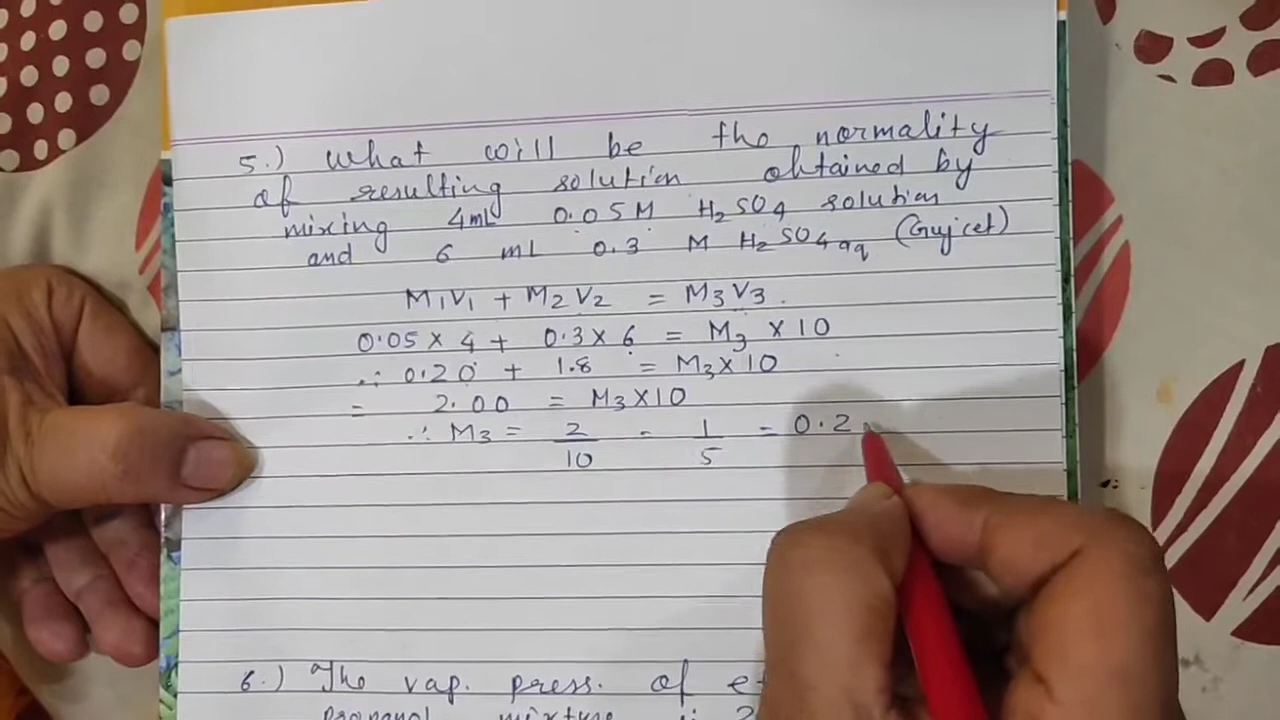 5.) What will be the normality
of resulting solution obtained by
mixing 4mL 0.05M H₂SO₄ solution
and 6 mL 0.3 M H₂SO₄ aq (Gujcet)
M₁V₁ + M₂V₂ = M₃V₃.
0.05 × 4 + 0.3 × 6 = M₃ × 10
∴ 0.20 + 1.8 = M₃×10
= 2.00 = M₃×10
∴ M₃ = 2/10 = 1/5 = 0.2
6.) The vap. press. of
propanol mixture